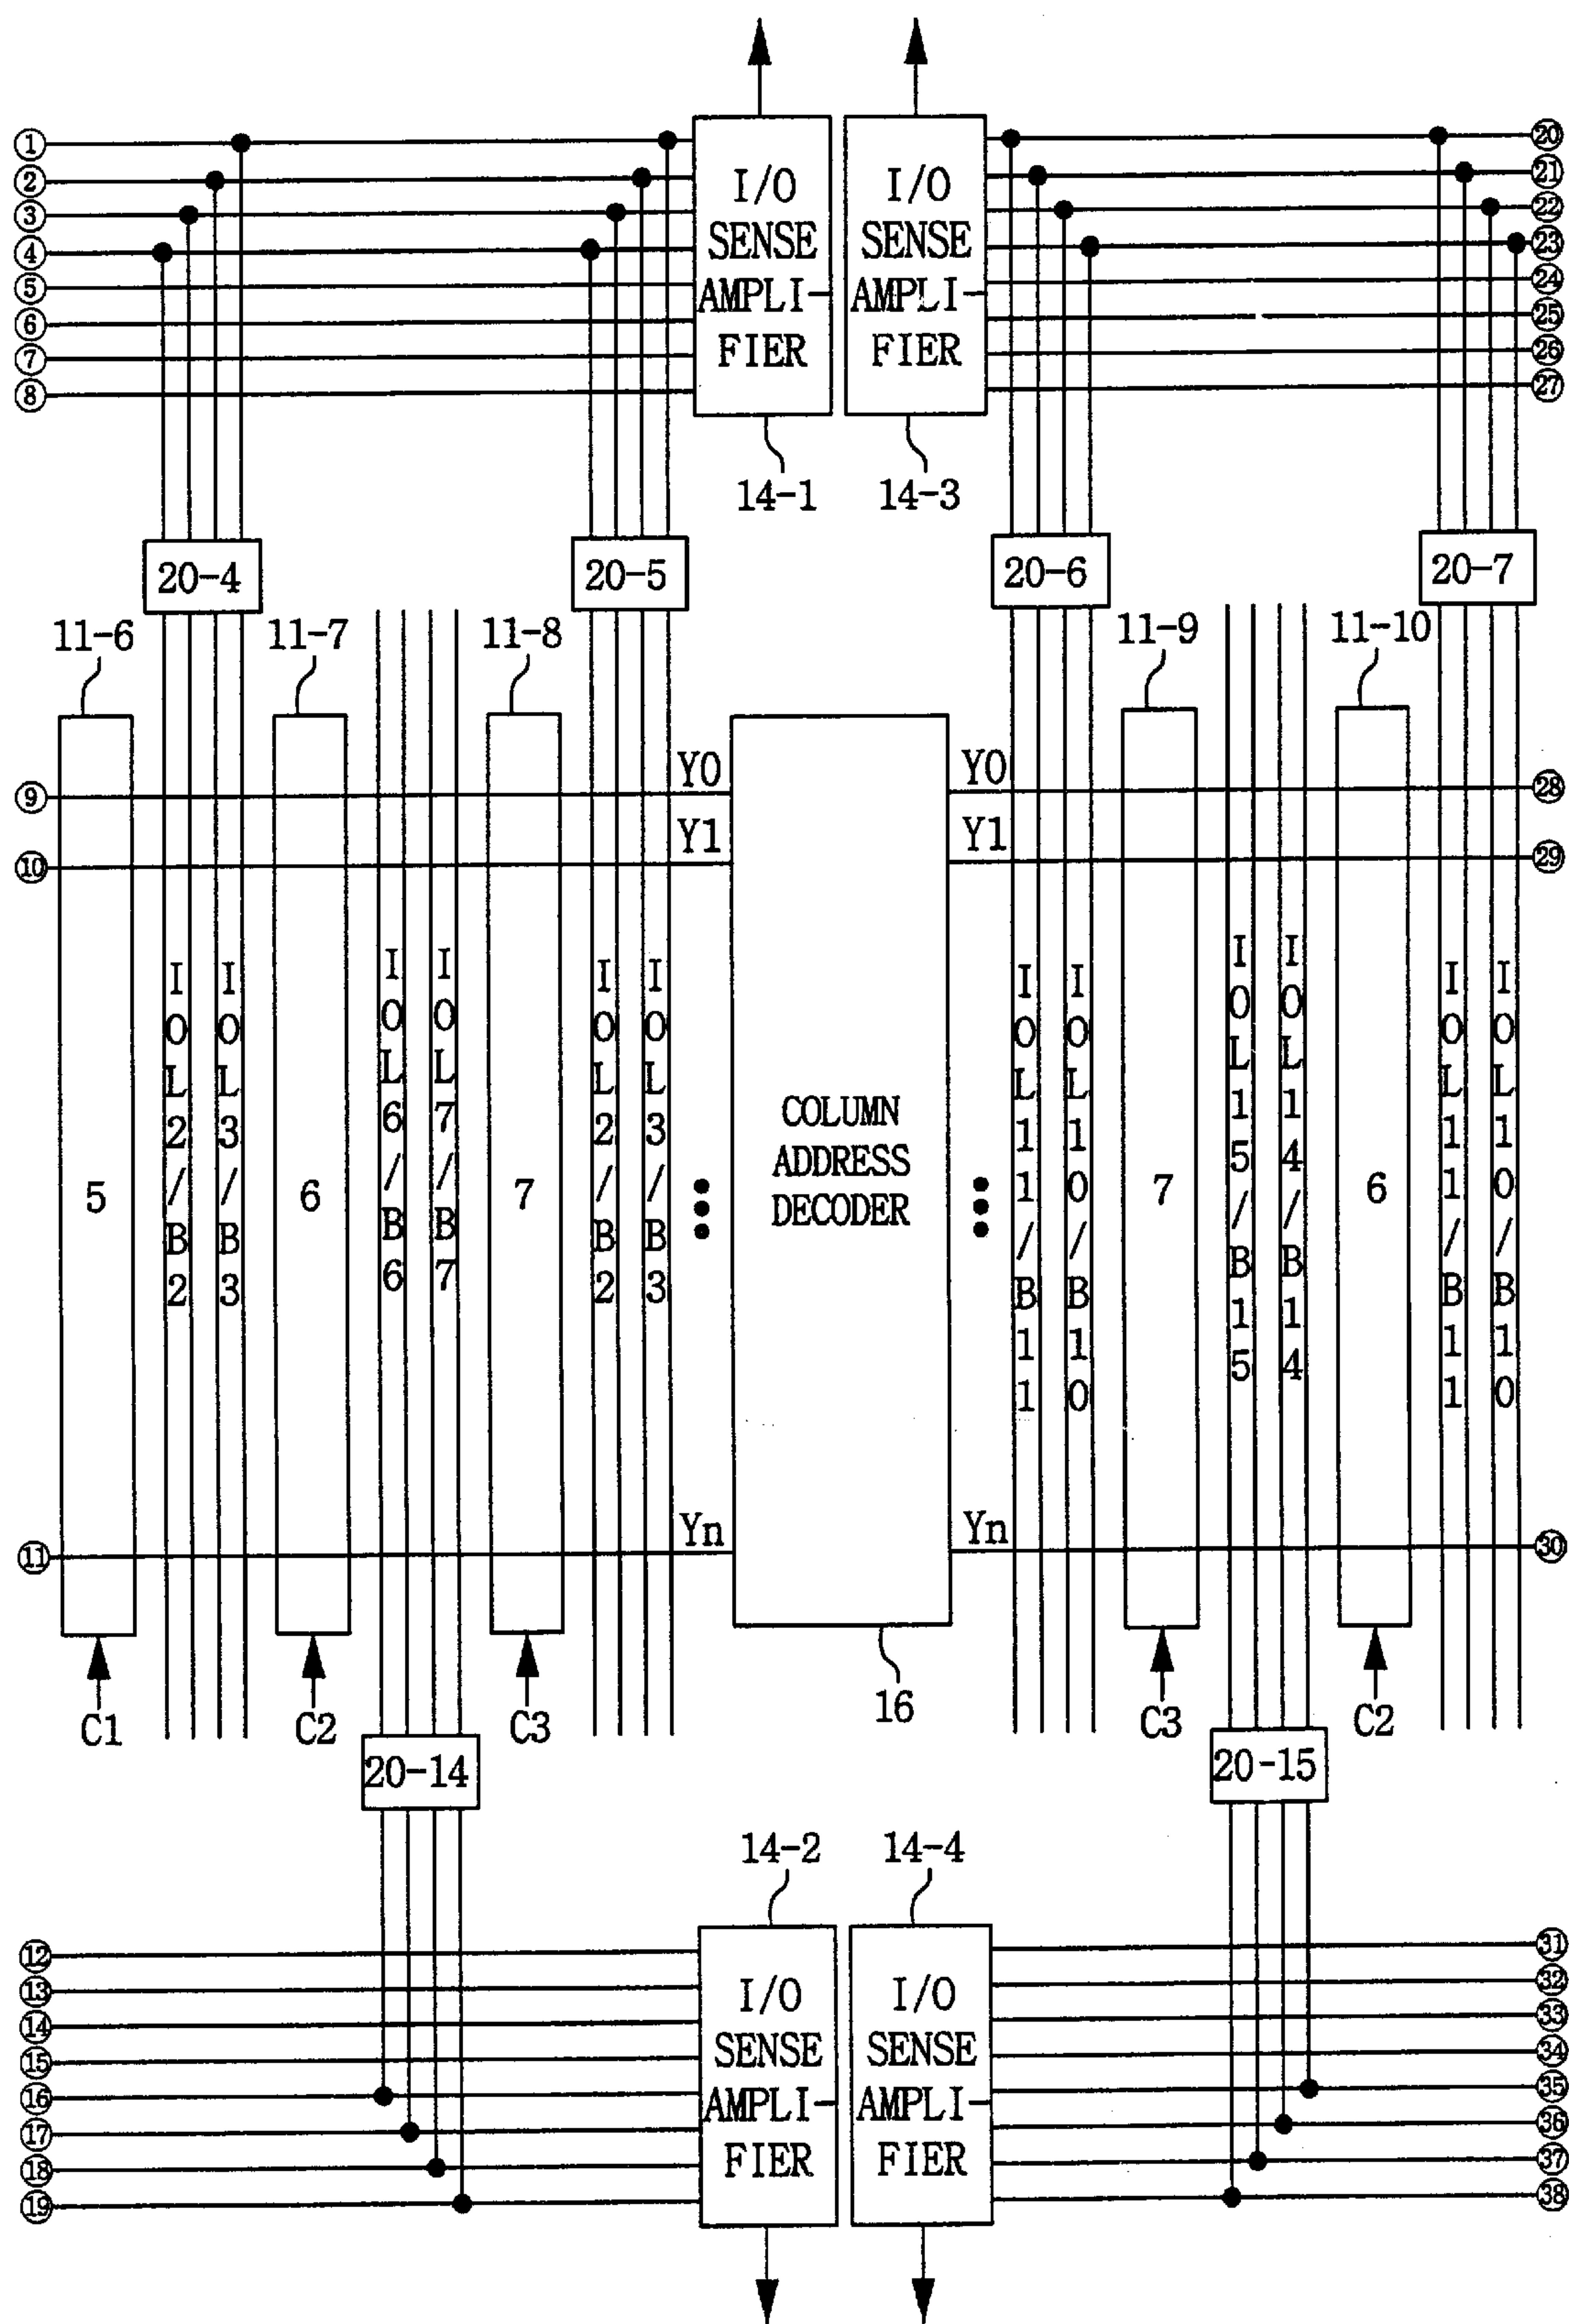 ① ⑳
② ㉑
③ ㉒
④ ㉓
⑤ ㉔
⑥ ㉕
⑦ ㉖
⑧ ㉗
I/O
SENSE
AMPLI-
FIER
I/O
SENSE
AMPLI-
FIER
14-1 14-3
20-4 20-5 20-6 20-7
11-6 11-7 11-8 11-9 11-10
⑨ Y0 Y0 ㉘
⑩ Y1 Y1 ㉙
5
IOL2/B2
IOL3/B3
6
IOL6/B6
IOL7/B7
7
IOL2/B2
IOL3/B3
COLUMN
ADDRESS
DECODER
IOL11/B11
IOL10/B10
7
IOL15/B15
IOL14/B14
6
IOL11/B11
IOL10/B10
⑪ Yn Yn ㉚
C1 C2 C3 16 C3 C2
20-14 20-15
14-2 14-4
⑫ ㉛
⑬ ㉜
⑭ ㉝
⑮ ㉞
⑯ ㉟
⑰ ㊱
⑱ ㊲
⑲ ㊳
I/O
SENSE
AMPLI-
FIER
I/O
SENSE
AMPLI-
FIER